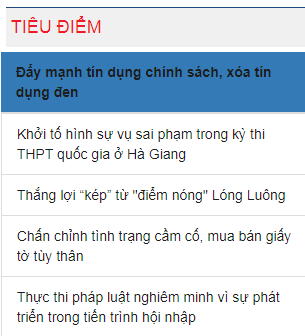 TIÊU ĐIỂM
Đẩy mạnh tín dụng chính sách, xóa tín
dụng đen
Khởi tố hình sự vụ sai phạm trong kỳ thi
THPT quốc gia ở Hà Giang
Thắng lợi “kép” từ "điểm nóng" Lóng Luông
Chấn chỉnh tình trạng cầm cố, mua bán giấy
tờ tùy thân
Thực thi pháp luật nghiêm minh vì sự phát
triển trong tiến trình hội nhập